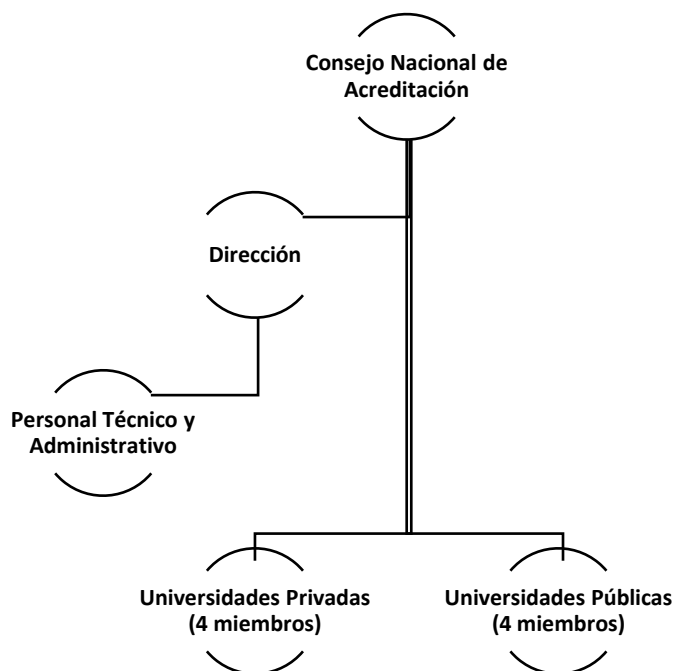 Consejo Nacional de
Acreditación
Dirección
Personal Técnico y
Administrativo
Universidades Privadas
(4 miembros)
Universidades Públicas
(4 miembros)